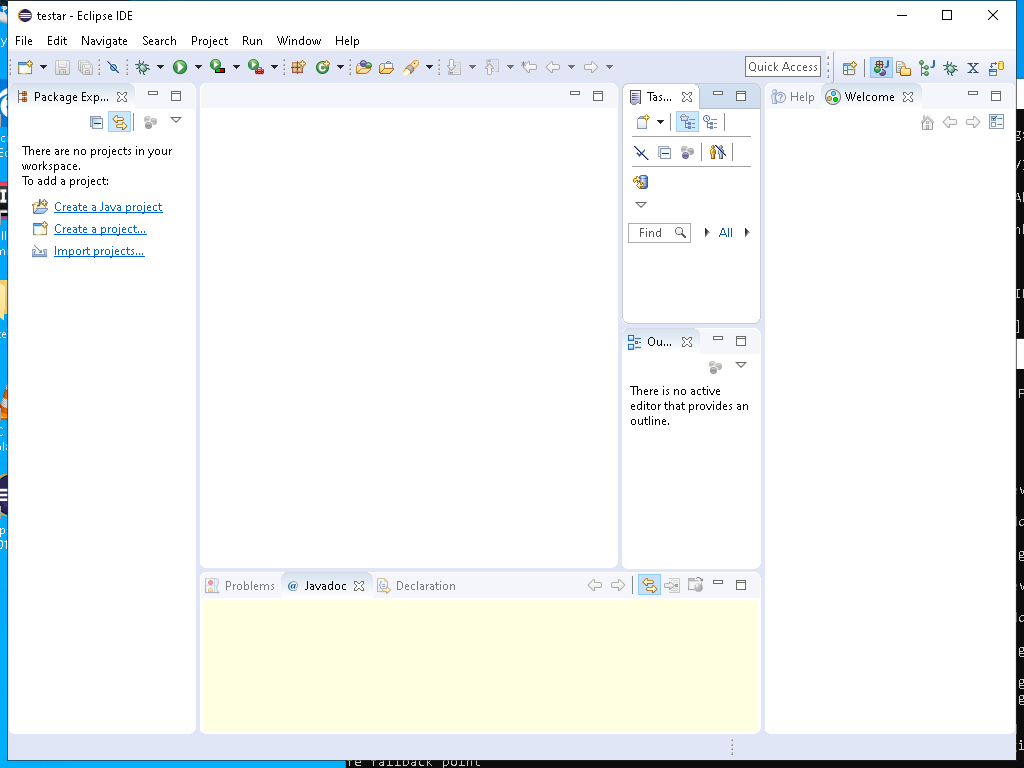 testar - Eclipse IDE
File Edit Navigate Search Project Run Window Help
Quick Access
Package Exp...
There are no projects in your
workspace.
To add a project:
Create a Java project
Create a project...
Import projects...
Tas...
Find
All
Ou...
There is no active
editor that provides an
outline.
Help
Welcome
Problems
@ Javadoc
Declaration
re fallback point